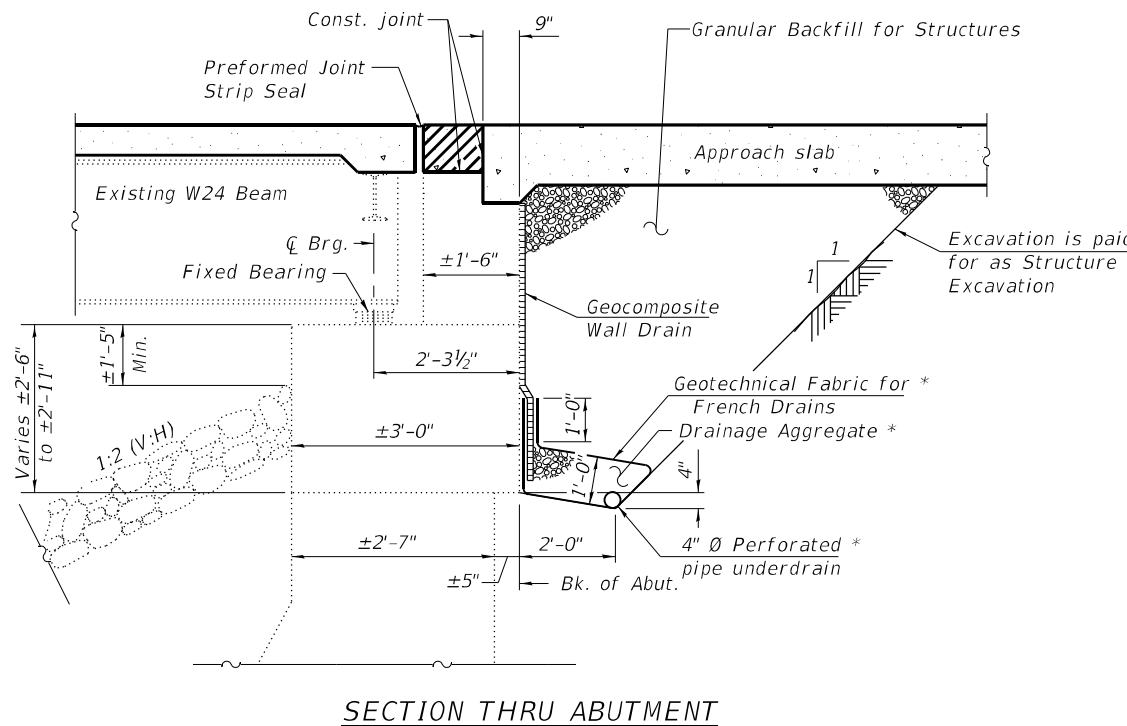 Const. joint
9"
Granular Backfill for Structures
Preformed Joint
Strip Seal
Approach slab
Existing W24 Beam
℄ Brg.
Fixed Bearing
±1'-6"
Excavation is paid
for as Structure
Excavation
1
1
Geocomposite
Wall Drain
±1'-5"
Min.
2'-3½"
Varies ±2'-6"
to ±2'-11"
Geotechnical Fabric for *
French Drains
1'-0"
Drainage Aggregate *
1:2 (V:H)
±3'-0"
1'-0"
4"
±2'-7"
2'-0"
4" Ø Perforated *
pipe underdrain
±5"
Bk. of Abut.
SECTION THRU ABUTMENT